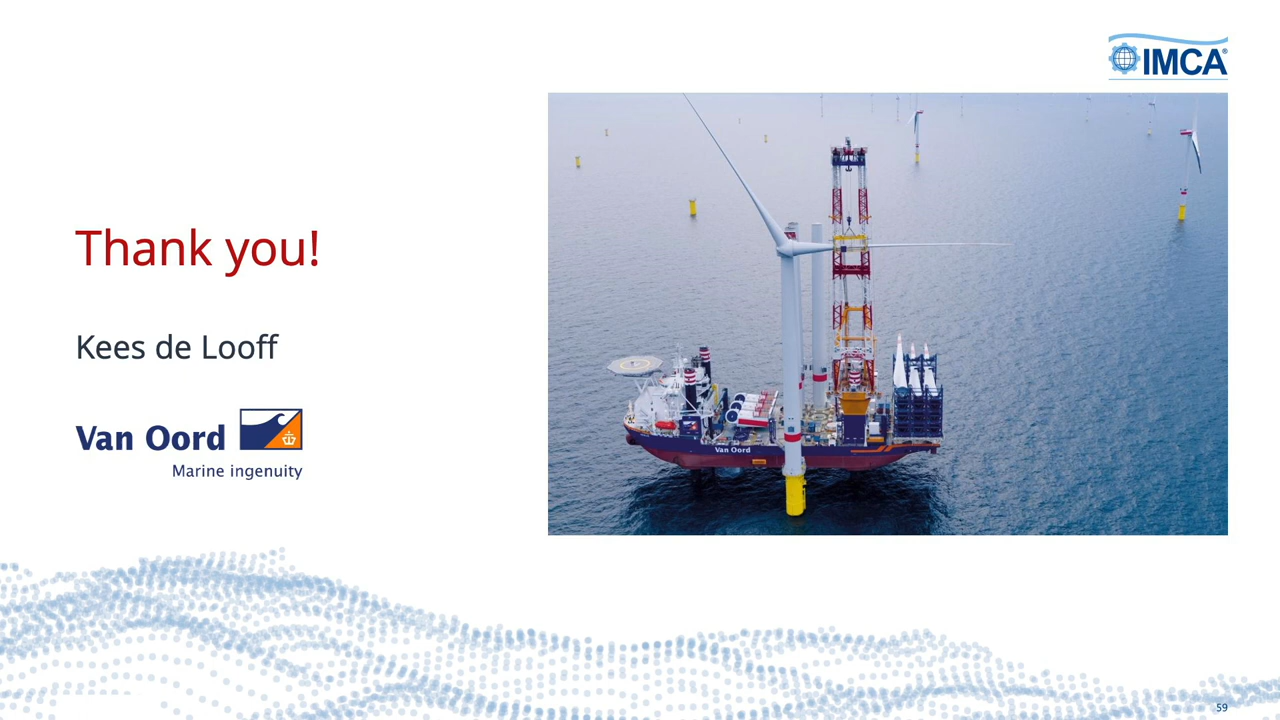 IMCA®
Thank you!
Kees de Looff
Van Oord
Marine ingenuity
Van Oord
59